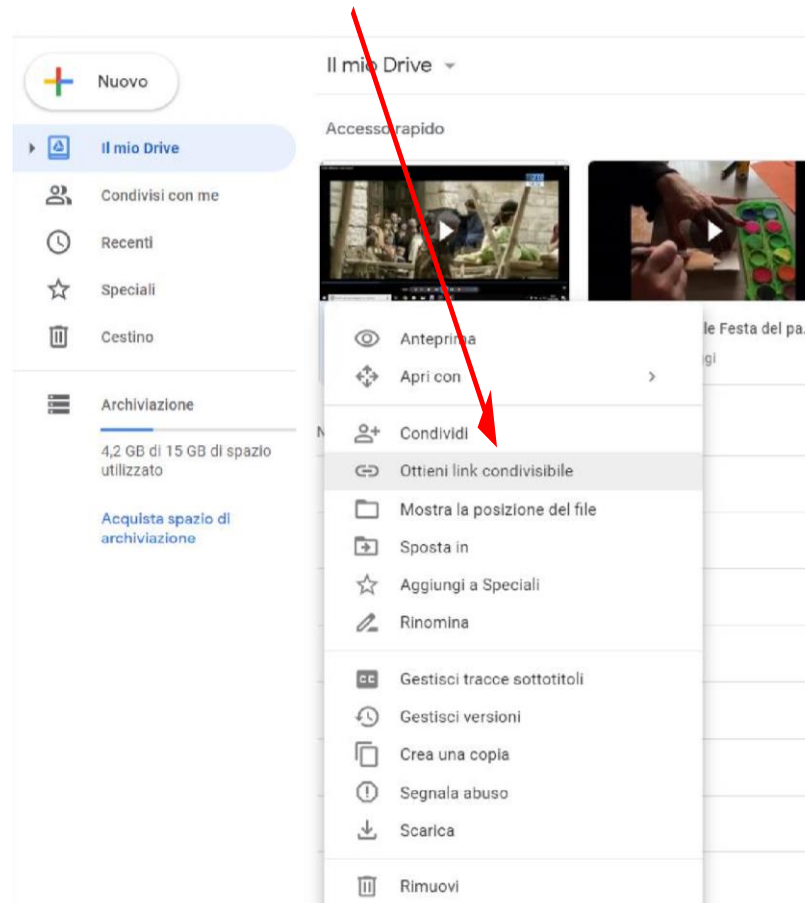 Nuovo
Il mio Drive
Il mio Drive
Condivisi con me
Recenti
Speciali
Cestino
Archiviazione
4,2 GB di 15 GB di spazio
utilizzato
Acquista spazio di
archiviazione
Accesso rapido
le Festa del pa.
gi
N
Anteprima
Apri con
Condividi
Ottieni link condivisibile
Mostra la posizione del file
Sposta in
Aggiungi a Speciali
Rinomina
CC
Gestisci tracce sottotitoli
Gestisci versioni
Crea una copia
Segnala abuso
Scarica
Rimuovi